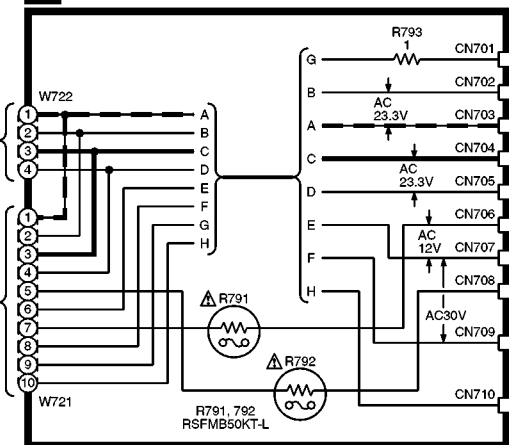 R793
1
CN701
G
CN702
B
AC
23.3V
CN703
A
CN704
C
AC
23.3V
CN705
D
CN706
E
AC
12V
CN707
F
CN708
H
AC30V
CN709
CN710
W722
1
2
3
4
A
B
C
D
E
F
G
H
1
2
3
4
5
6
7
8
9
10
W721
R791
R792
R791, 792
RSFMB50KT-L